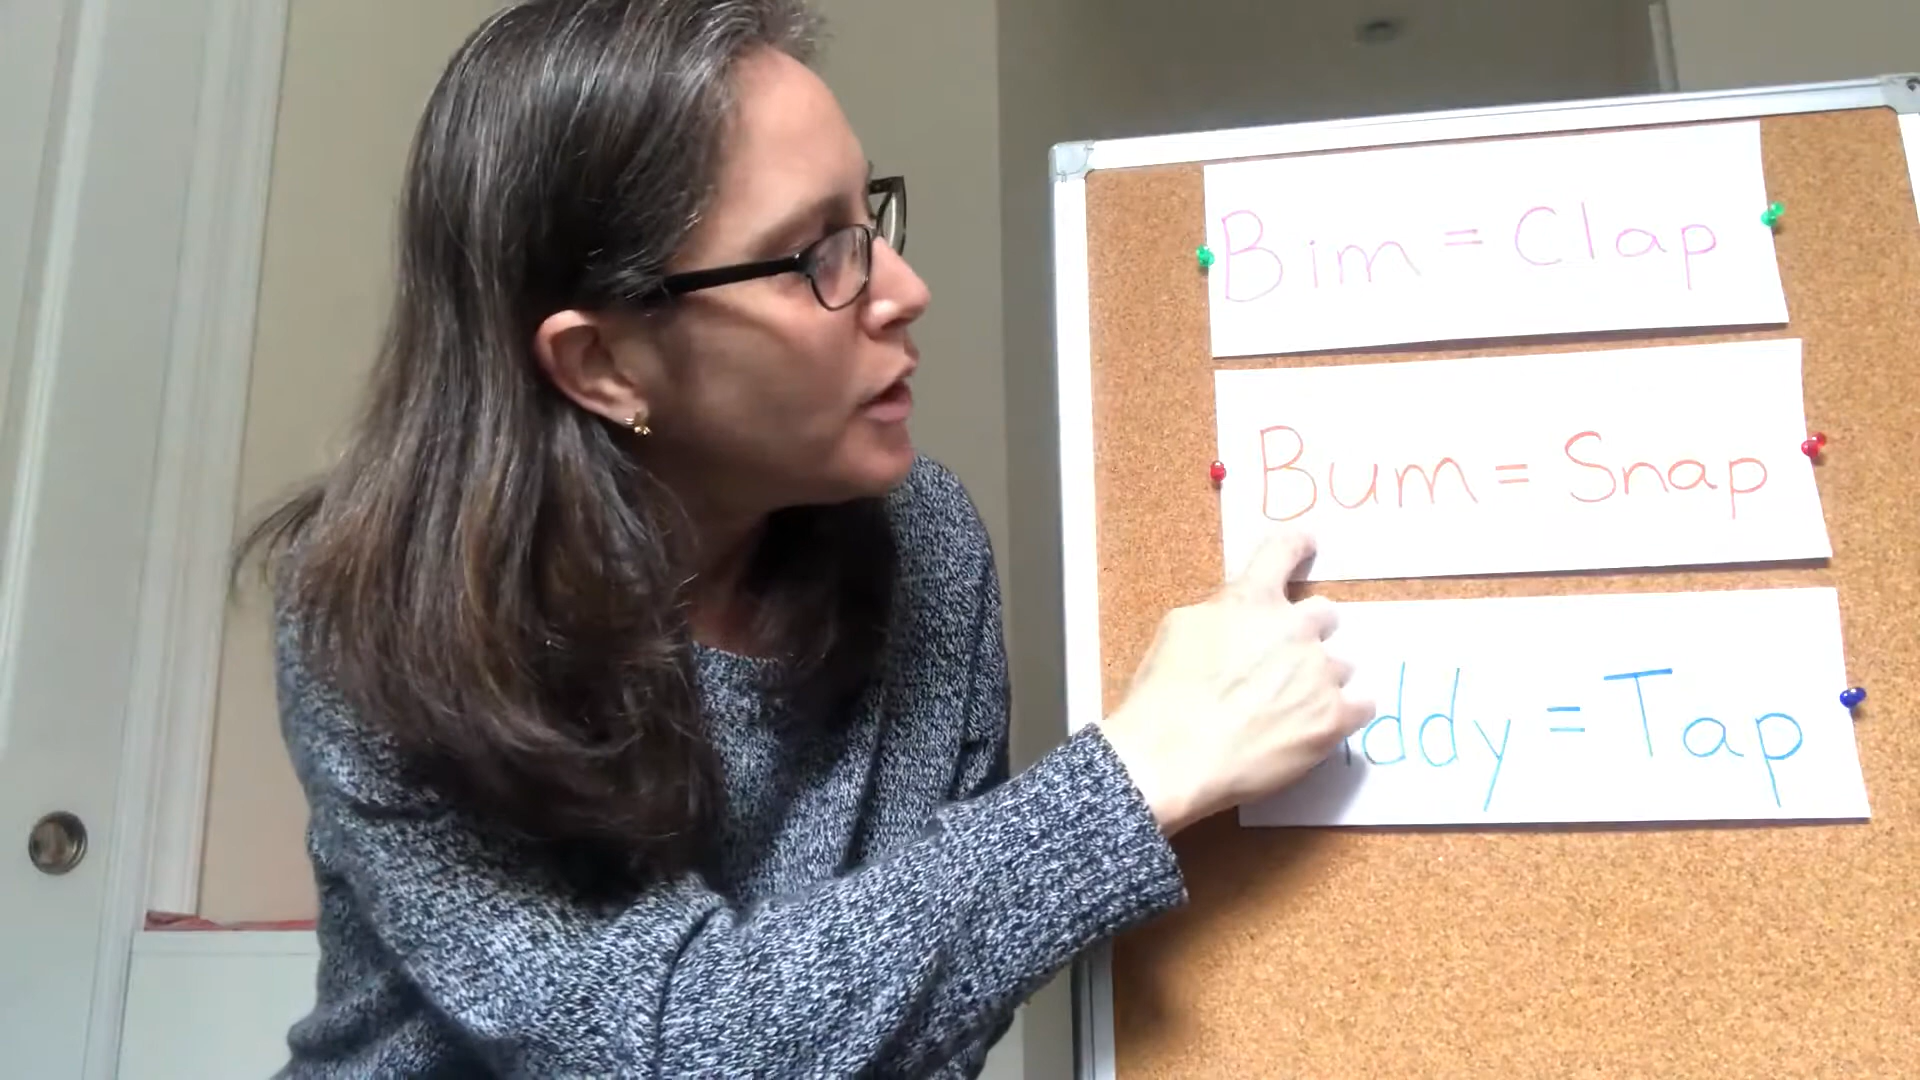 Bim = Clap
Bum = Snap
= Tap